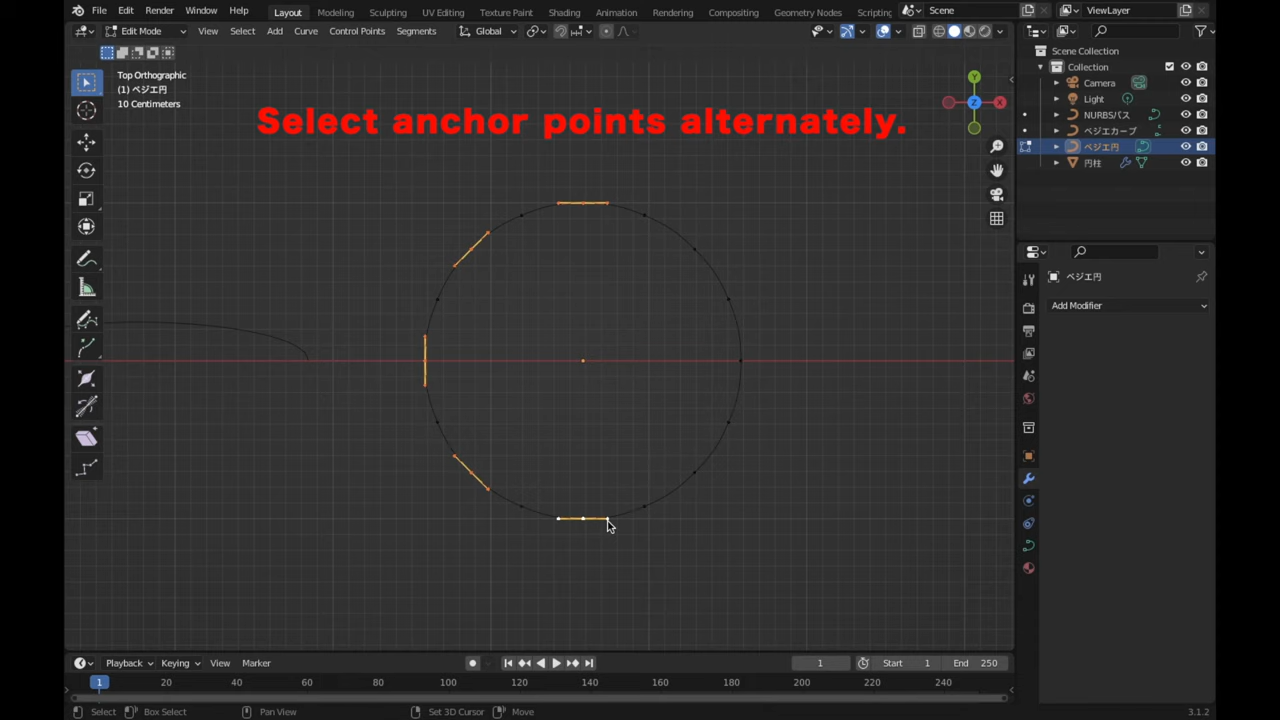 File Edit Render Window Help Layout Modeling Sculpting UV Editing Texture Paint Shading Animation Rendering Compositing Geometry Nodes Scripting Scene ViewLayer
Edit Mode View Select Add Curve Control Points Segments Global
Top Orthographic
(1) ベジエ円
10 Centimeters
Select anchor points alternately.
Y
Z
X
Scene Collection
Collection
Camera
Light
NURBSパス
ベジエカーブ
ベジエ円
円柱
ベジエ円
Add Modifier
Playback Keying View Marker 1 Start 1 End 250
1 20 40 60 80 100 120 140 160 180 200 220 240
Select Box Select Pan View Set 3D Cursor Move 3.1.2